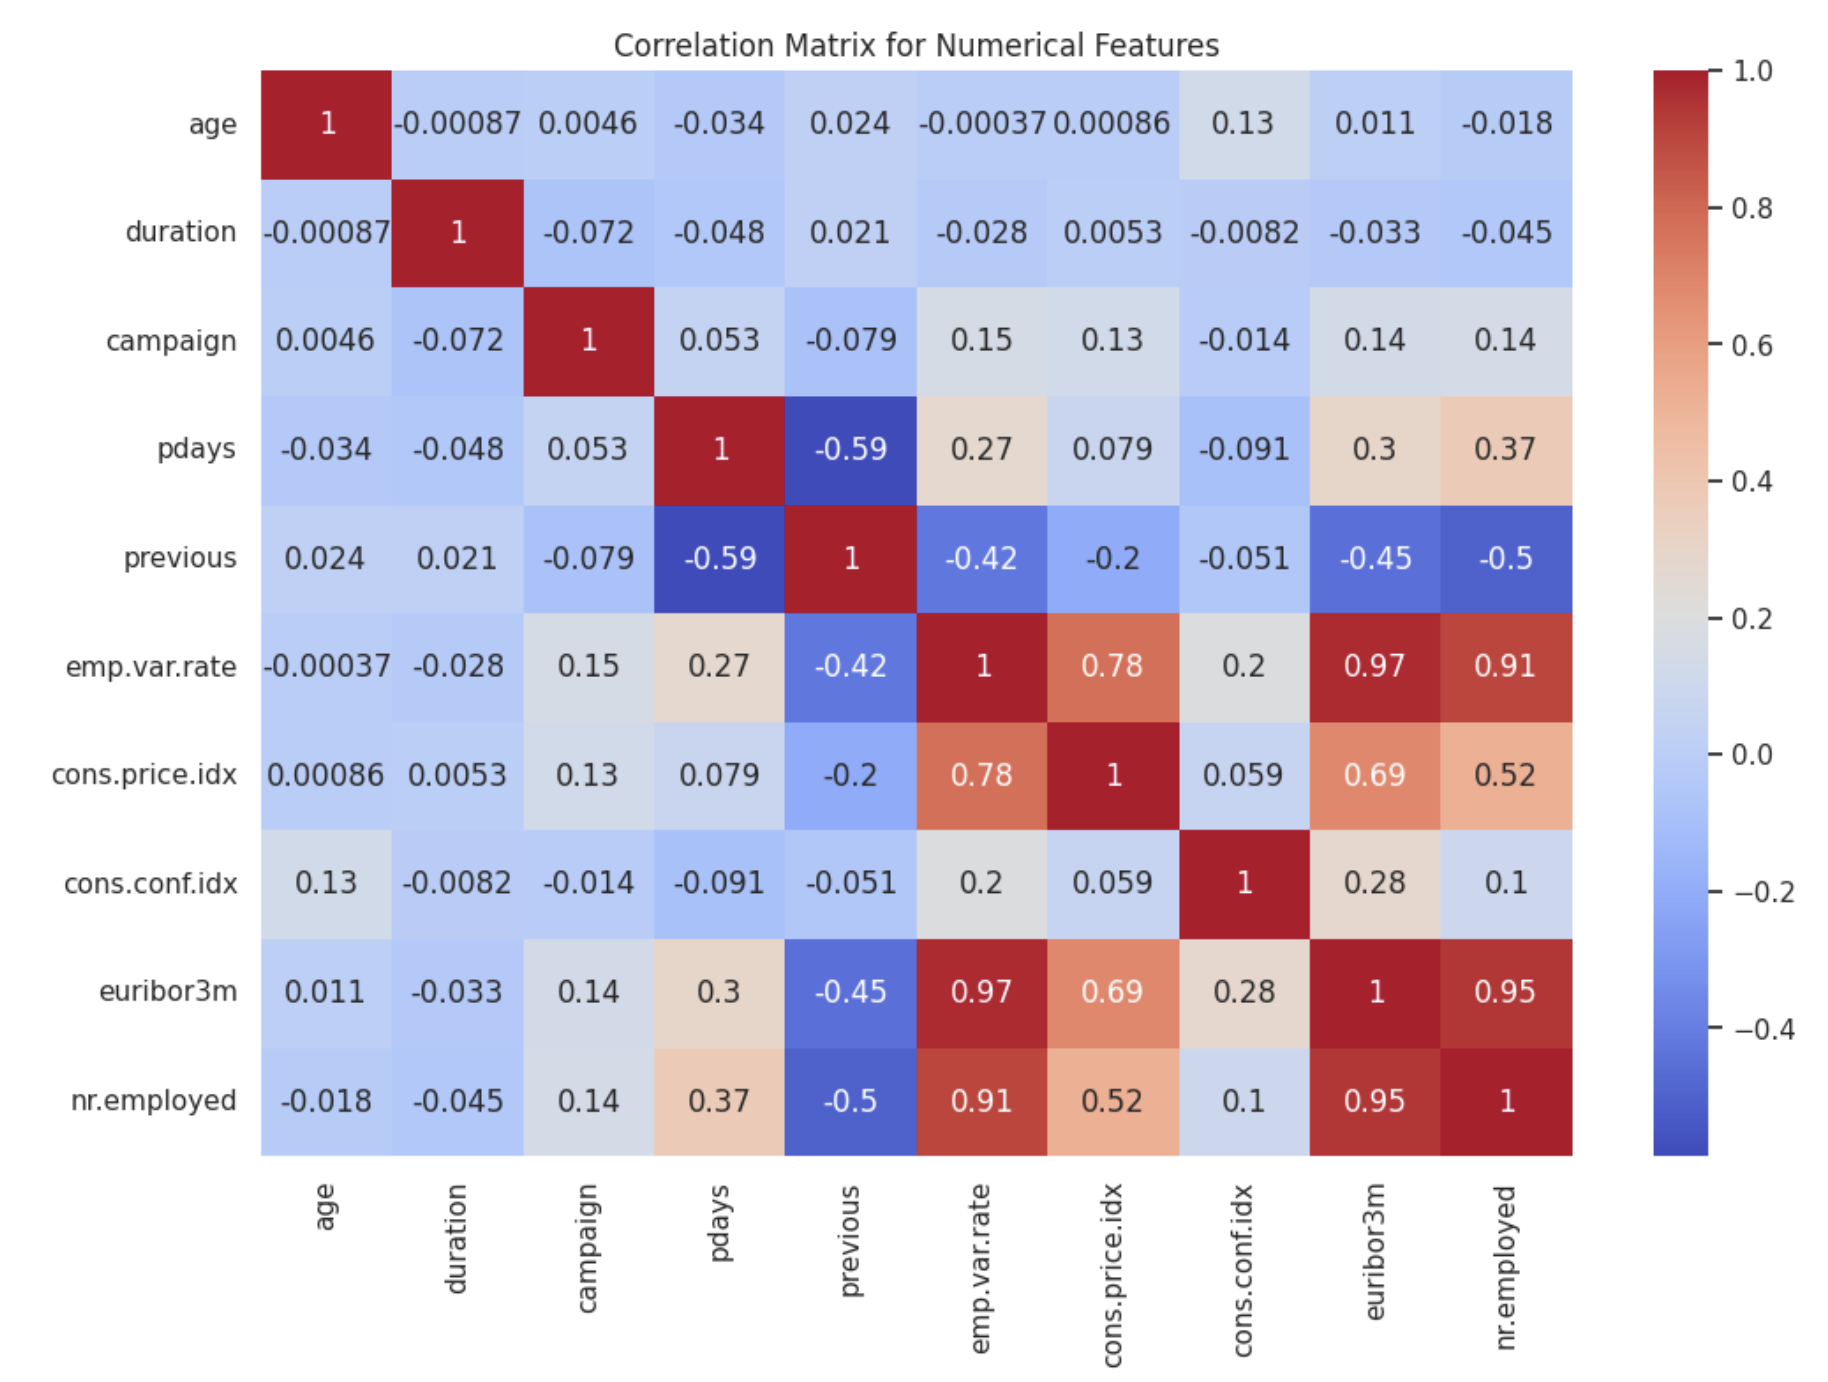 Correlation Matrix for Numerical Features
age 1 -0.00087 0.0046 -0.034 0.024 -0.00037 0.00086 0.13 0.011 -0.018
duration -0.00087 1 -0.072 -0.048 0.021 -0.028 0.0053 -0.0082 -0.033 -0.045
campaign 0.0046 -0.072 1 0.053 -0.079 0.15 0.13 -0.014 0.14 0.14
pdays -0.034 -0.048 0.053 1 -0.59 0.27 0.079 -0.091 0.3 0.37
previous 0.024 0.021 -0.079 -0.59 1 -0.42 -0.2 -0.051 -0.45 -0.5
emp.var.rate -0.00037 -0.028 0.15 0.27 -0.42 1 0.78 0.2 0.97 0.91
cons.price.idx 0.00086 0.0053 0.13 0.079 -0.2 0.78 1 0.059 0.69 0.52
cons.conf.idx 0.13 -0.0082 -0.014 -0.091 -0.051 0.2 0.059 1 0.28 0.1
euribor3m 0.011 -0.033 0.14 0.3 -0.45 0.97 0.69 0.28 1 0.95
nr.employed -0.018 -0.045 0.14 0.37 -0.5 0.91 0.52 0.1 0.95 1
age duration campaign pdays previous emp.var.rate cons.price.idx cons.conf.idx euribor3m nr.employed
1.0
0.8
0.6
0.4
0.2
0.0
−0.2
−0.4